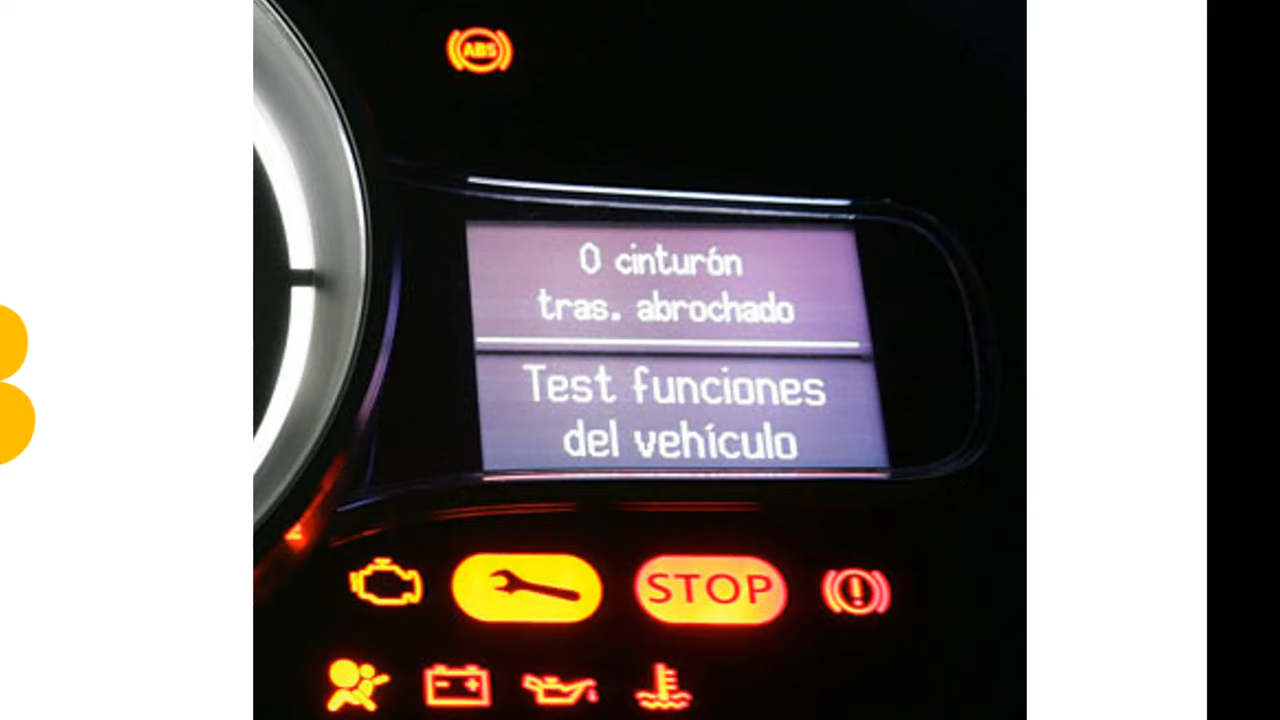 ABS
0 cinturón
tras. abrochado
Test funciones
del vehículo
STOP